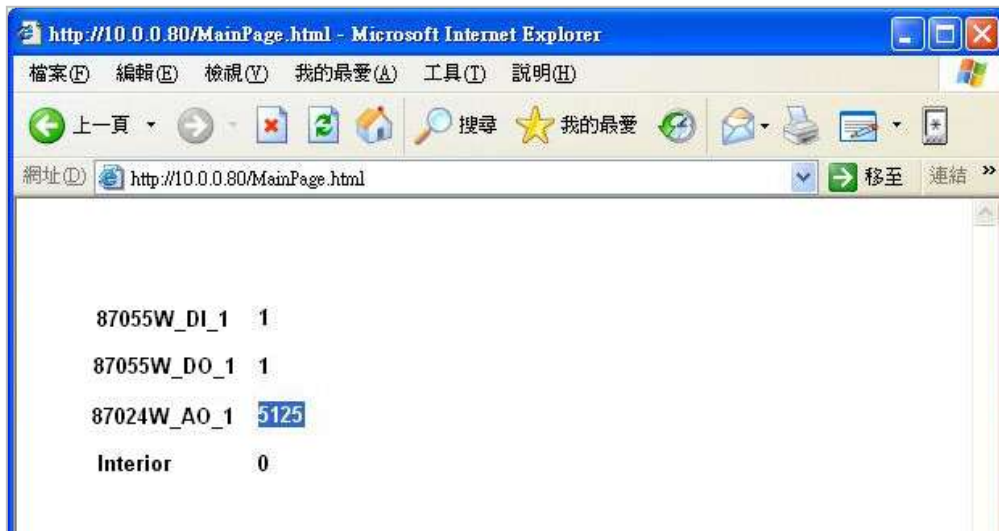 http://10.0.0.80/MainPage.html - Microsoft Internet Explorer
檔案(F) 編輯(E) 檢視(V) 我的最愛(A) 工具(T) 說明(H)
上一頁 搜尋 我的最愛
網址(D) http://10.0.0.80/MainPage.html 移至 連結 »
87055W_DI_1 1
87055W_DO_1 1
87024W_AO_1 5125
Interior 0